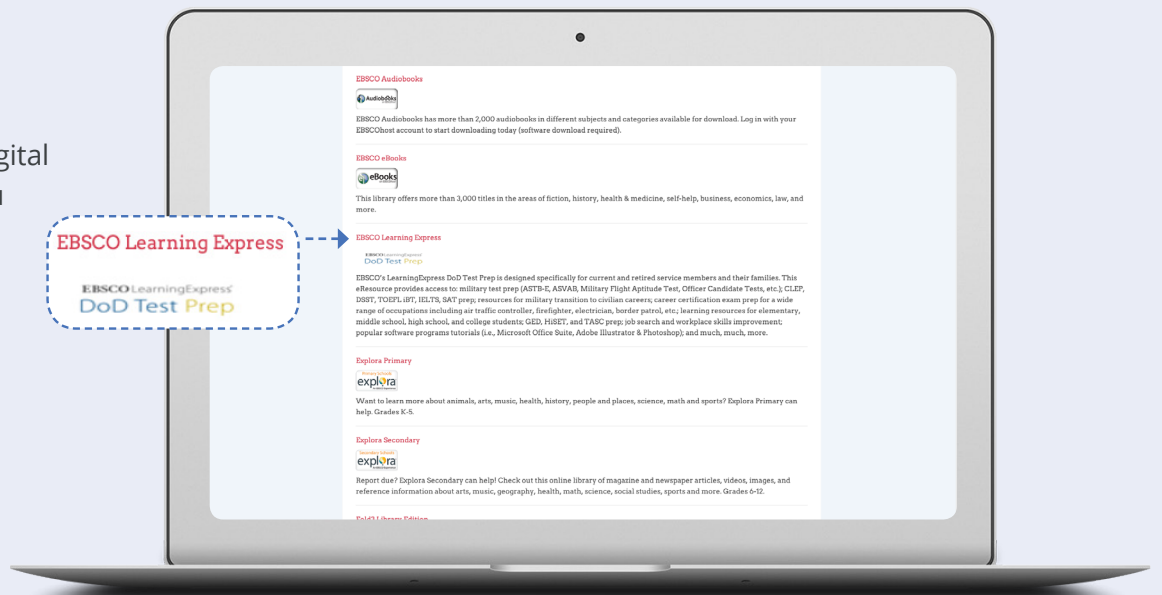 gital
EBSCO Learning Express
EBSCO LearningExpress
DoD Test Prep
EBSCO Audiobooks
Audiobooks
EBSCO Audiobooks has more than 2,000 audiobooks in different subjects and categories available for download. Log in with your
EBSCOhost account to start downloading today (software download required).
EBSCO eBooks
eBooks
This library offers more than 3,000 titles in the areas of fiction, history, health & medicine, self-help, business, economics, law, and
more.
EBSCO Learning Express
EBSCO LearningExpress
DoD Test Prep
EBSCO's LearningExpress DoD Test Prep is designed specifically for current and retired service members and their families. This
eResource provides access to: military test prep (ASTB-E, ASVAB, Military Flight Aptitude Test, Officer Candidate Tests, etc.); CLEP,
DSST, TOEFL iBT, IELTS, SAT prep; resources for military transition to civilian careers; career certification exam prep for a wide
range of occupations including air traffic controller, firefighter, electrician, border patrol, etc.; learning resources for elementary,
middle school, high school, and college students; GED, HiSET, and TASC prep; job search and workplace skills improvement;
popular software programs tutorials (i.e., Microsoft Office Suite, Adobe Illustrator & Photoshop); and much, much, more.
Explora Primary
Primary Schools
explora
Want to learn more about animals, arts, music, health, history, people and places, science, math and sports? Explora Primary can
help. Grades K-5.
Explora Secondary
Secondary Schools
explora
Report due? Explora Secondary can help! Check out this online library of magazine and newspaper articles, videos, images, and
reference information about arts, music, geography, health, math, science, social studies, sports and more. Grades 6-12.
Fold3 Library Edition